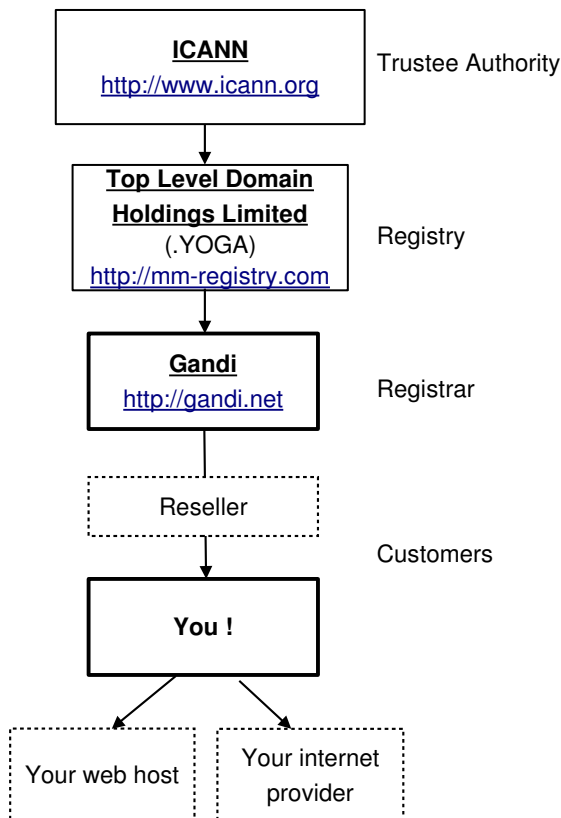 ICANN
http://www.icann.org
Trustee Authority
Top Level Domain
Holdings Limited
(.YOGA)
http://mm-registry.com
Registry
Gandi
http://gandi.net
Registrar
Reseller
Customers
You !
Your web host
Your internet
provider